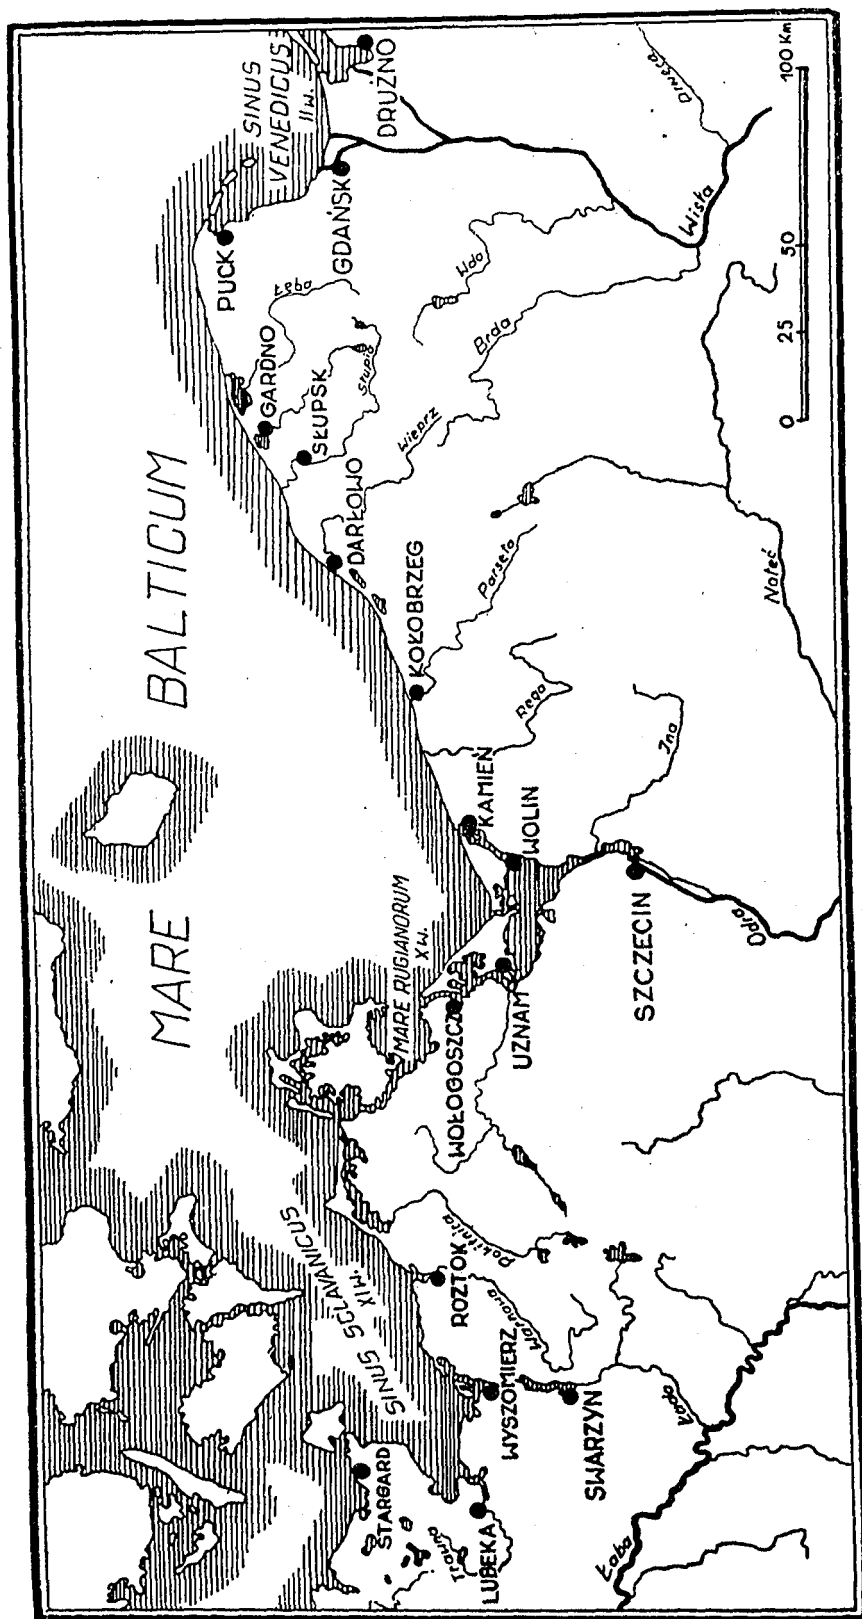 MARE BALTICUM
SINUS
VENEDICUS
II w.
PUCK
GARDNO
Łeba
SINUS SCLAVANICUS
— XI w.
SŁUPSK
GDAŃSK
DRUŻNO
STARGARD
DARŁOWO
Słupia
MARE RUGIANORUM
X w.
KOŁOBRZEG
Wieprz
Wda
Trawna
ROZTOK
WOŁOGOSZCZ
KAMIEŃ
Brda
LUBEKA
Warnowa
WYSZOMIERZ
UZNAM
WOLIN
Rega
Parsęta
SWARZYN
SZCZECIN
Ina
Wisła
Drwęca
Łaba
Odra
Noteć
0 25 50 100 Km